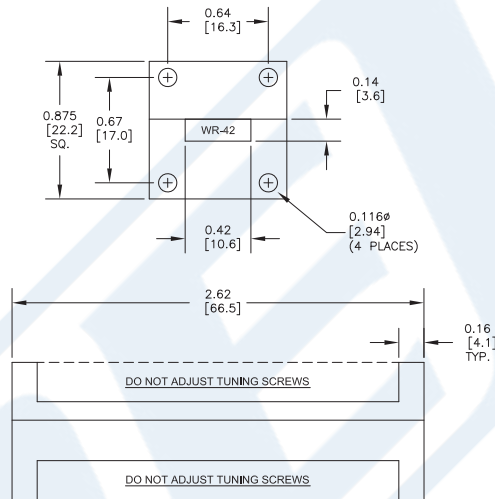 0.64
[16.3]
0.14
[3.6]
0.875
[22.2]
SQ.
0.67
[17.0]
WR-42
0.42
[10.6]
0.116ø
[2.94]
(4 PLACES)
2.62
[66.5]
0.16
[4.1]
TYP.
DO NOT ADJUST TUNING SCREWS
DO NOT ADJUST TUNING SCREWS